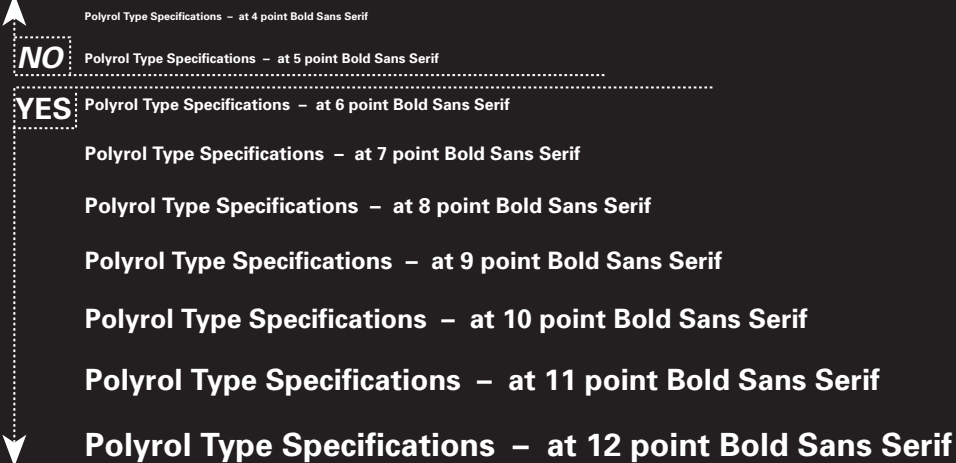 Polyrol Type Specifications – at 4 point Bold Sans Serif
NO Polyrol Type Specifications – at 5 point Bold Sans Serif
YES Polyrol Type Specifications – at 6 point Bold Sans Serif
Polyrol Type Specifications – at 7 point Bold Sans Serif
Polyrol Type Specifications – at 8 point Bold Sans Serif
Polyrol Type Specifications – at 9 point Bold Sans Serif
Polyrol Type Specifications – at 10 point Bold Sans Serif
Polyrol Type Specifications – at 11 point Bold Sans Serif
Polyrol Type Specifications – at 12 point Bold Sans Serif